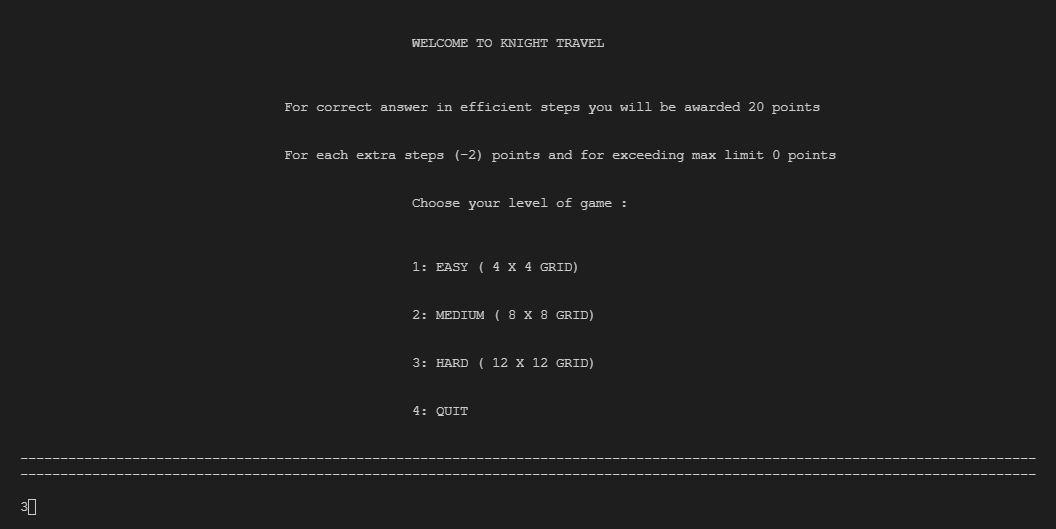 WELCOME TO KNIGHT TRAVEL
For correct answer in efficient steps you will be awarded 20 points
For each extra steps (-2) points and for exceeding max limit 0 points
Choose your level of game :
1: EASY ( 4 X 4 GRID)
2: MEDIUM ( 8 X 8 GRID)
3: HARD ( 12 X 12 GRID)
4: QUIT
-------------------------------------------------------------------------------------------------------------------------------
-------------------------------------------------------------------------------------------------------------------------------
3